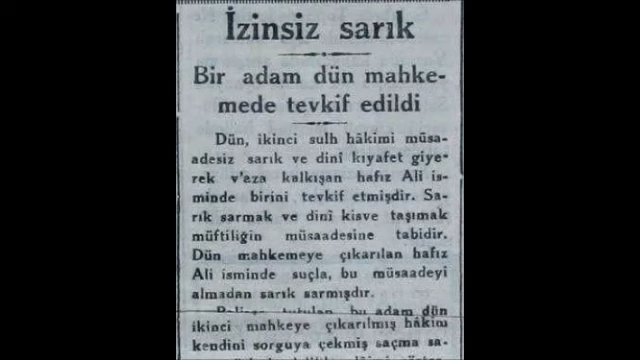 İzinsiz sarık
Bir adam dün mahke-
mede tevkif edildi
Dün, ikinci sulh hâkimi müsa-
adesiz sarık ve dinî kıyafet giye-
rek v'aza kalkışan hafız Ali is-
minde birini tevkif etmişdir. Sa-
rık sarmak ve dinî kisve taşımak
müftiliğin müsaadesine tabidir.
Dün mahkemeye çıkarılan hafız
Ali isminde suçla, bu müsaadeyi
almadan sarık sarmışdır.
bu adam dün
ikinci mahkeye çıkarılmış hâkim
kendini sorguya çekmiş saçma sa-